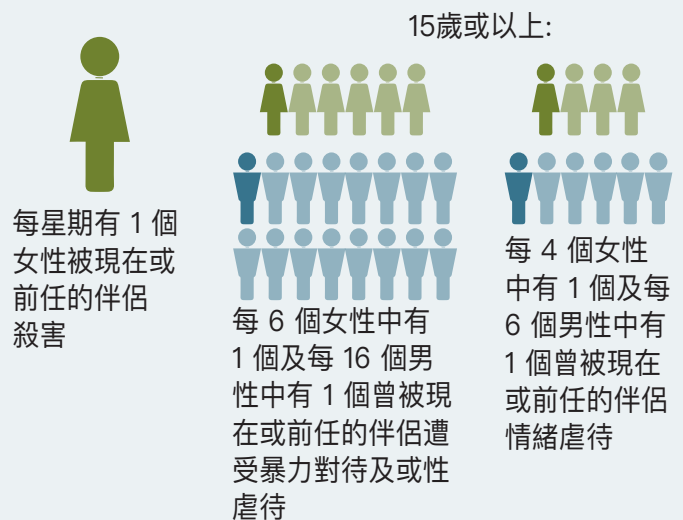 15歲或以上:
每星期有 1 個
女性被現在或
前任的伴侶
殺害
每 6 個女性中有
1 個及每 16 個男
性中有 1 個曾被現
在或前任的伴侶遭
受暴力對待及或性
虐待
每 4 個女性
中有 1 個及每
6 個男性中有
1 個曾被現在
或前任的伴侶
情緒虐待